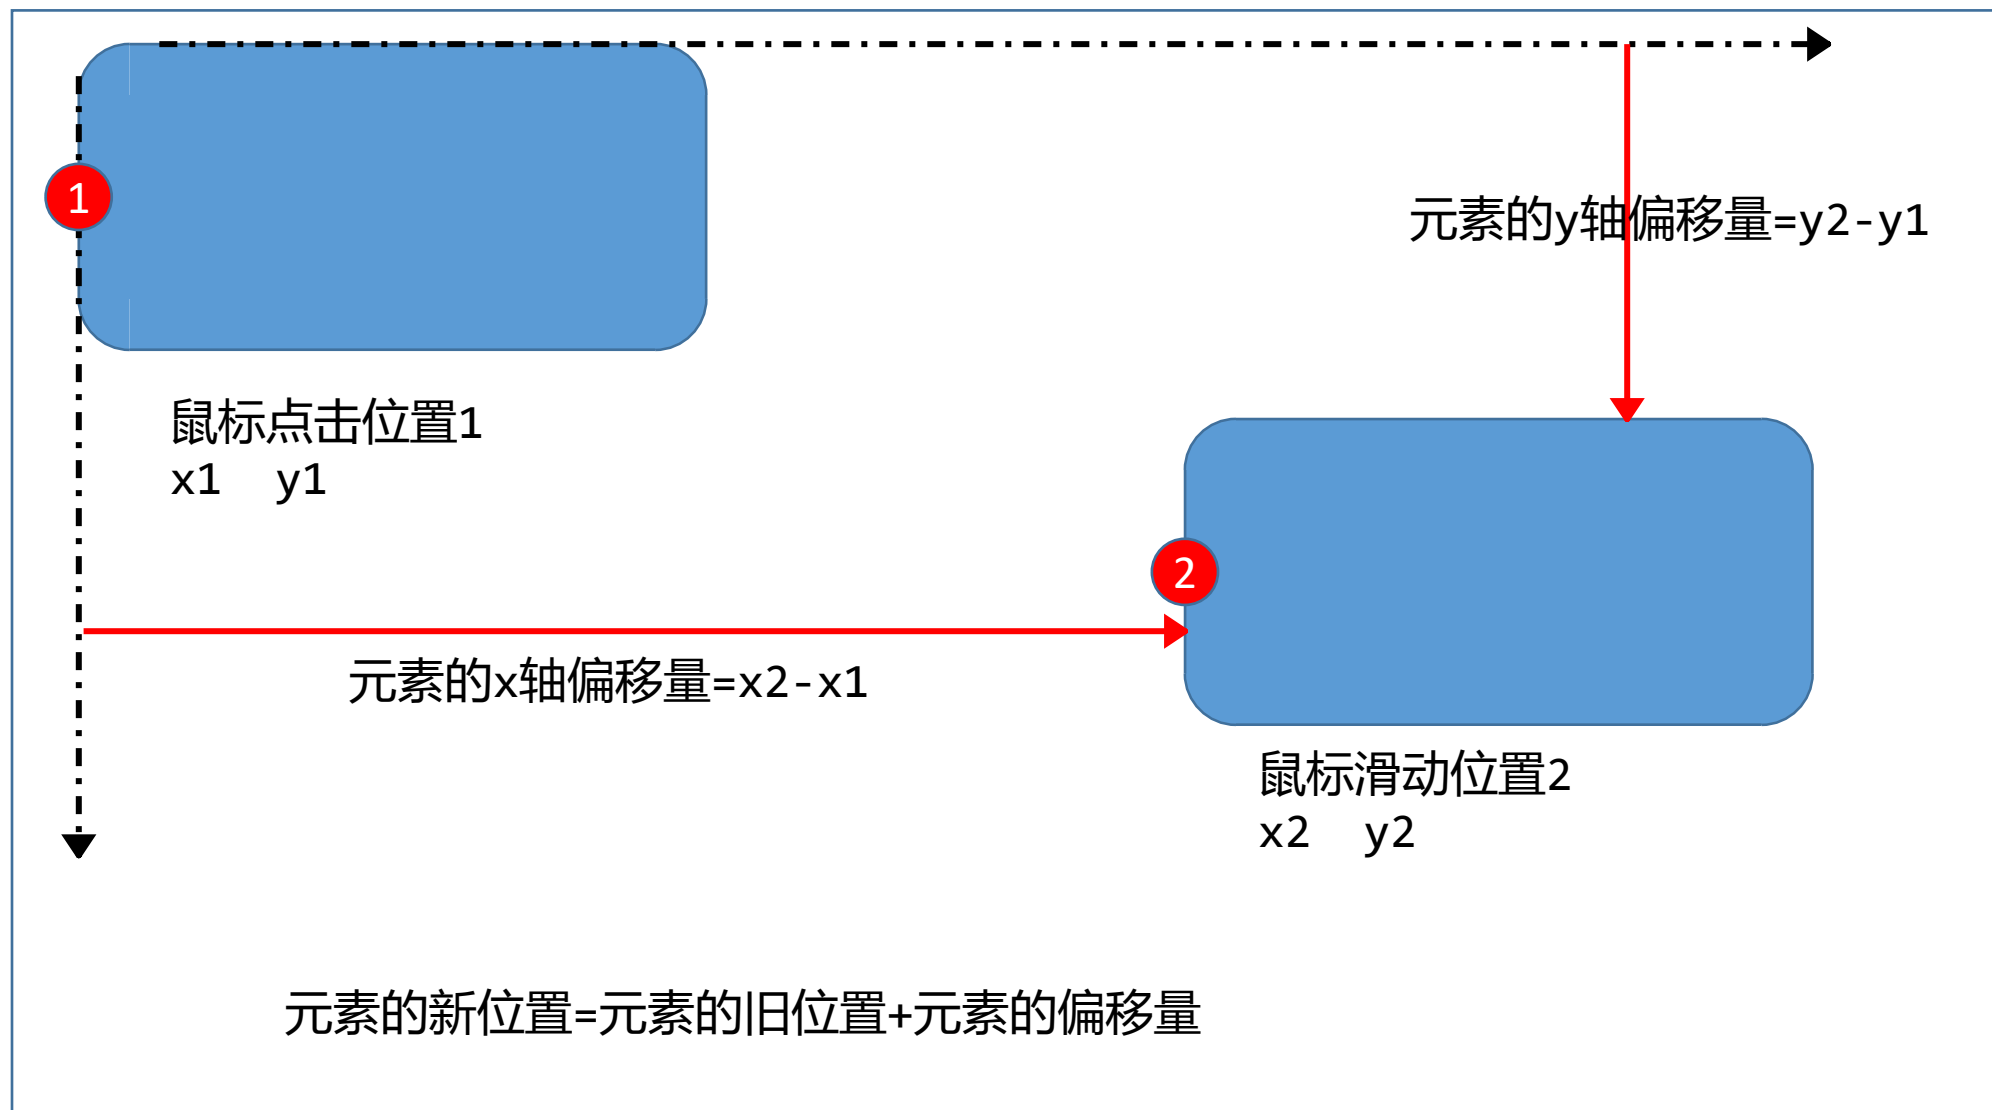 1
元素的y轴偏移量=y2-y1
鼠标点击位置1
x1 y1
2
元素的x轴偏移量=x2-x1
鼠标滑动位置2
x2 y2
元素的新位置=元素的旧位置+元素的偏移量